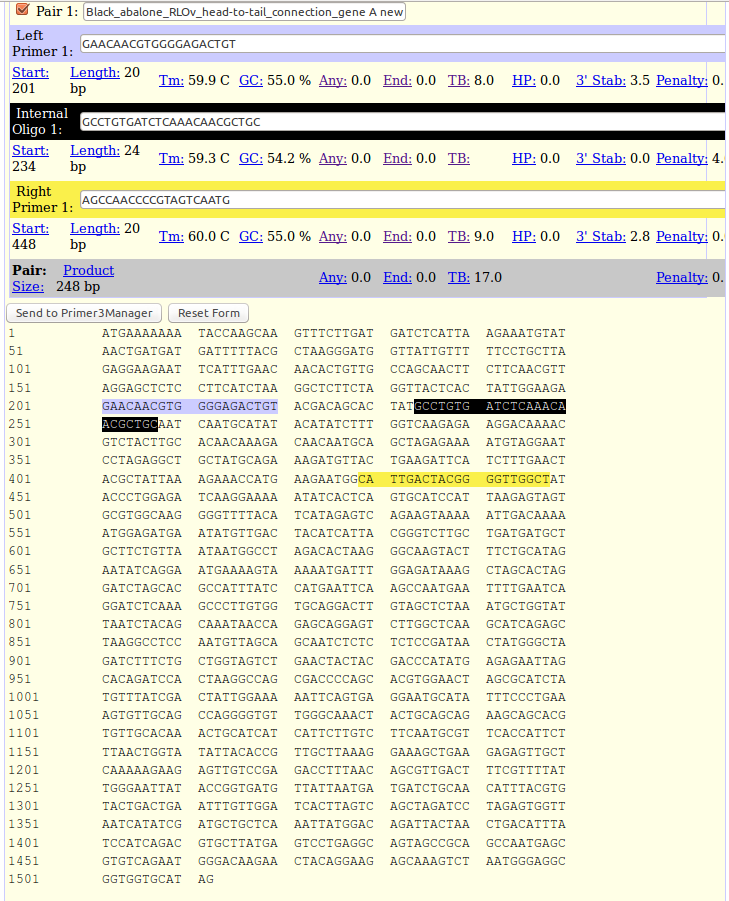 Pair 1: Black_abalone_RLOv_head-to-tail_connection_gene A new
Left
Primer 1: GAACAACGTGGGGAGACTGT
Start: Length: 20 Tm: 59.9 C GC: 55.0 % Any: 0.0 End: 0.0 TB: 8.0 HP: 0.0 3' Stab: 3.5 Penalty: 0.
201 bp
Internal
Oligo 1: GCCTGTGATCTCAAACAACGCTGC
Start: Length: 24 Tm: 59.3 C GC: 54.2 % Any: 0.0 End: 0.0 TB: HP: 0.0 3' Stab: 0.0 Penalty: 4.
234 bp
Right
Primer 1: AGCCAACCCCGTAGTCAATG
Start: Length: 20 Tm: 60.0 C GC: 55.0 % Any: 0.0 End: 0.0 TB: 9.0 HP: 0.0 3' Stab: 2.8 Penalty: 0.
448 bp
Pair: Product Any: 0.0 End: 0.0 TB: 17.0 Penalty: 0.
Size: 248 bp
Send to Primer3Manager Reset Form
1 ATGAAAAAAA TACCAAGCAA GTTTCTTGAT GATCTCATTA AGAAATGTAT
51 AACTGATGAT GATTTTTACG CTAAGGGATG GTTATTGTTT TTCCTGCTTA
101 GAGGAAGAAT TCATTTGAAC AACACTGTTG CCAGCAACTT CTTCAACGTT
151 AGGAGCTCTC CTTCATCTAA GGCTCTTCTA GGTTACTCAC TATTGGAAGA
201 GAACAACGTG GGGAGACTGT ACGACAGCAC TATGCCTGTG ATCTCAAACA
251 ACGCTGCAAT CAATGCATAT ACATATCTTT GGTCAAGAGA AGGACAAAAC
301 GTCTACTTGC ACAACAAAGA CAACAATGCA GCTAGAGAAA ATGTAGGAAT
351 CCTAGAGGCT GCTATGCAGA AAGATGTTAC TGAAGATTCA TCTTTGAACT
401 ACGCTATTAA AGAAACCATG AAGAATGGCA TTGACTACGG GGTTGGCTAT
451 ACCCTGGAGA TCAAGGAAAA ATATCACTCA GTGCATCCAT TAAGAGTAGT
501 GCGTGGCAAG GGGTTTTACA TCATAGAGTC AGAAGTAAAA ATTGACAAAA
551 ATGGAGATGA ATATGTTGAC TACATCATTA CGGGTCTTGC TGATGATGCT
601 GCTTCTGTTA ATAATGGCCT AGACACTAAG GGCAAGTACT TTCTGCATAG
651 AATATCAGGA ATGAAAAGTA AAAATGATTT GGAGATAAAG CTAGCACTAG
701 GATCTAGCAC GCCATTTATC CATGAATTCA AGCCAATGAA TTTTGAATCA
751 GGATCTCAAA GCCCTTGTGG TGCAGGACTT GTAGCTCTAA ATGCTGGTAT
801 TAATCTACAG CAAATAACCA GAGCAGGAGT CTTGGCTCAA GCATCAGAGC
851 TAAGGCCTCC AATGTTAGCA GCAATCTCTC TCTCCGATAA CTATGGGCTA
901 GATCTTTCTG CTGGTAGTCT GAACTACTAC GACCCATATG AGAGAATTAG
951 CACAGATCCA CTAAGGCCAG CGACCCCAGC ACGTGGAACT AGCGCATCTA
1001 TGTTTATCGA CTATTGGAAA AATTCAGTGA GGAATGCATA TTTCCCTGAA
1051 AGTGTTGCAG CCAGGGGTGT TGGGCAAACT ACTGCAGCAG AAGCAGCACG
1101 TGTTGCACAA ACTGCATCAT CATTCTTGTC TTCAATGCGT TCACCATTCT
1151 TTAACTGGTA TATTACACCG TTGCTTAAAG GAAAGCTGAA GAGAGTTGCT
1201 CAAAAAGAAG AGTTGTCCGA GACCTTTAAC AGCGTTGACT TTCGTTTTAT
1251 TGGGAATTAT ACCGGTGATG TTATTAATGA TGATCTGCAA CATTTACGTG
1301 TACTGACTGA ATTTGTTGGA TCACTTAGTC AGCTAGATCC TAGAGTGGTT
1351 AATCATATCG ATGCTGCTCA AATTATGGAC AGATTACTAA CTGACATTTA
1401 TCCATCAGAC GTGCTTATGA GTCCTGAGGC AGTAGCCGCA GCCAATGAGC
1451 GTGTCAGAAT GGGACAAGAA CTACAGGAAG AGCAAAGTCT AATGGGAGGC
1501 GGTGGTGCAT AG